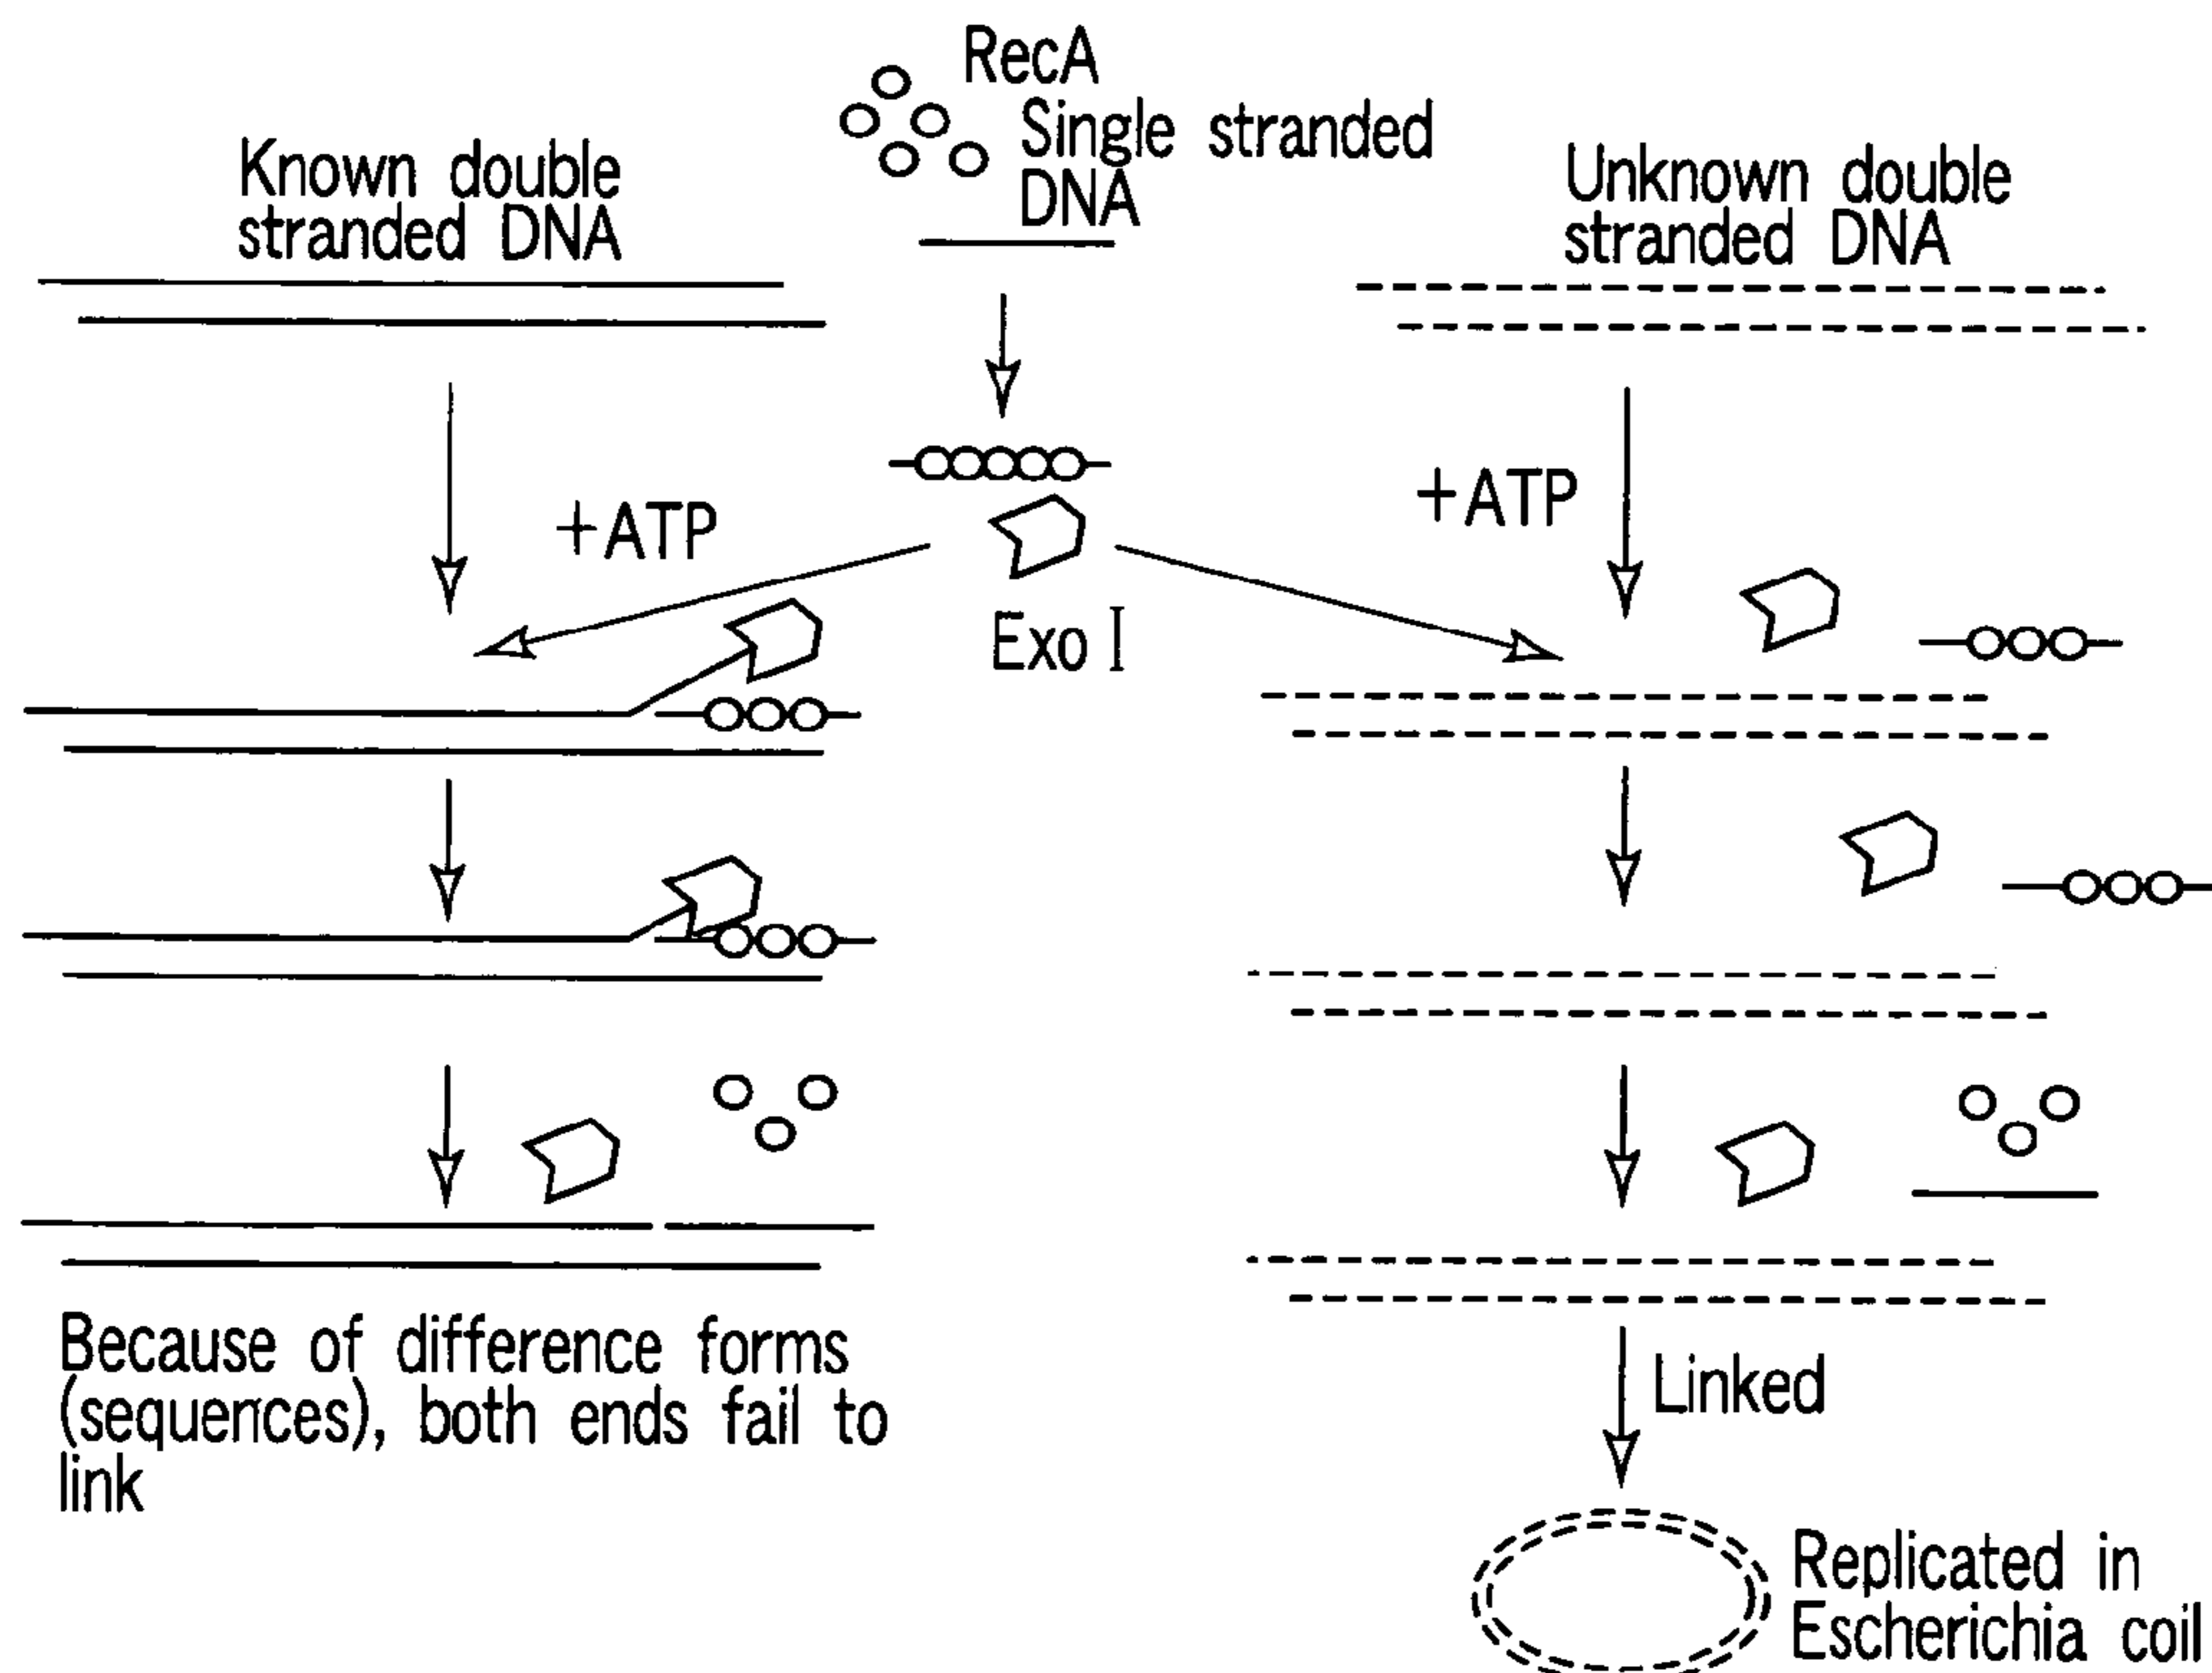 RecA
Single stranded
DNA
Known double
stranded DNA
Unknown double
stranded DNA
+ATP
+ATP
Exo I
Because of difference forms
(sequences), both ends fail to
link
Linked
Replicated in
Escherichia coil